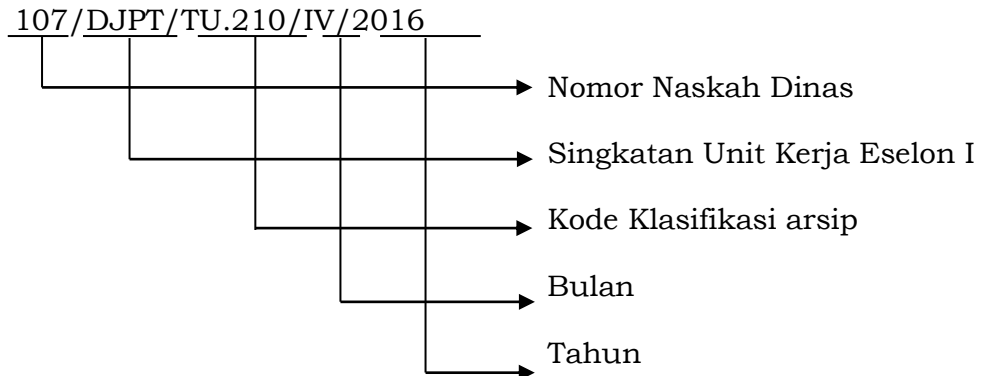 107/DJPT/TU.210/IV/2016
Nomor Naskah Dinas
Singkatan Unit Kerja Eselon I
Kode Klasifikasi arsip
Bulan
Tahun